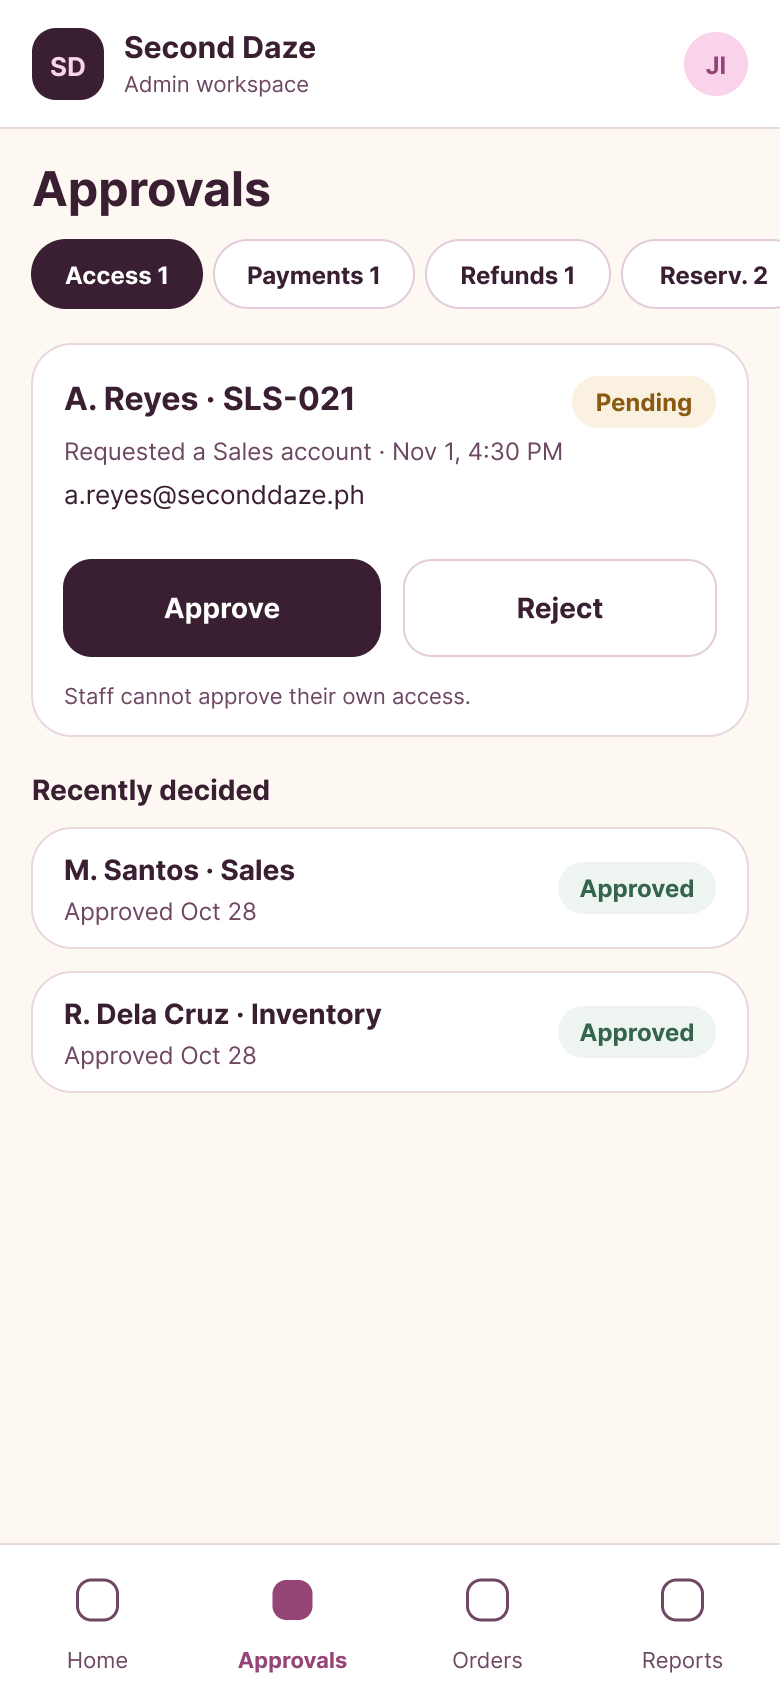 SD
Second Daze
Admin workspace
JI
Approvals
Access 1
Payments 1
Refunds 1
Reserv. 2
A. Reyes · SLS-021
Pending
Requested a Sales account · Nov 1, 4:30 PM
a.reyes@seconddaze.ph
Approve
Reject
Staff cannot approve their own access.
Recently decided
M. Santos · Sales
Approved Oct 28
Approved
R. Dela Cruz · Inventory
Approved Oct 28
Approved
Home
Approvals
Orders
Reports